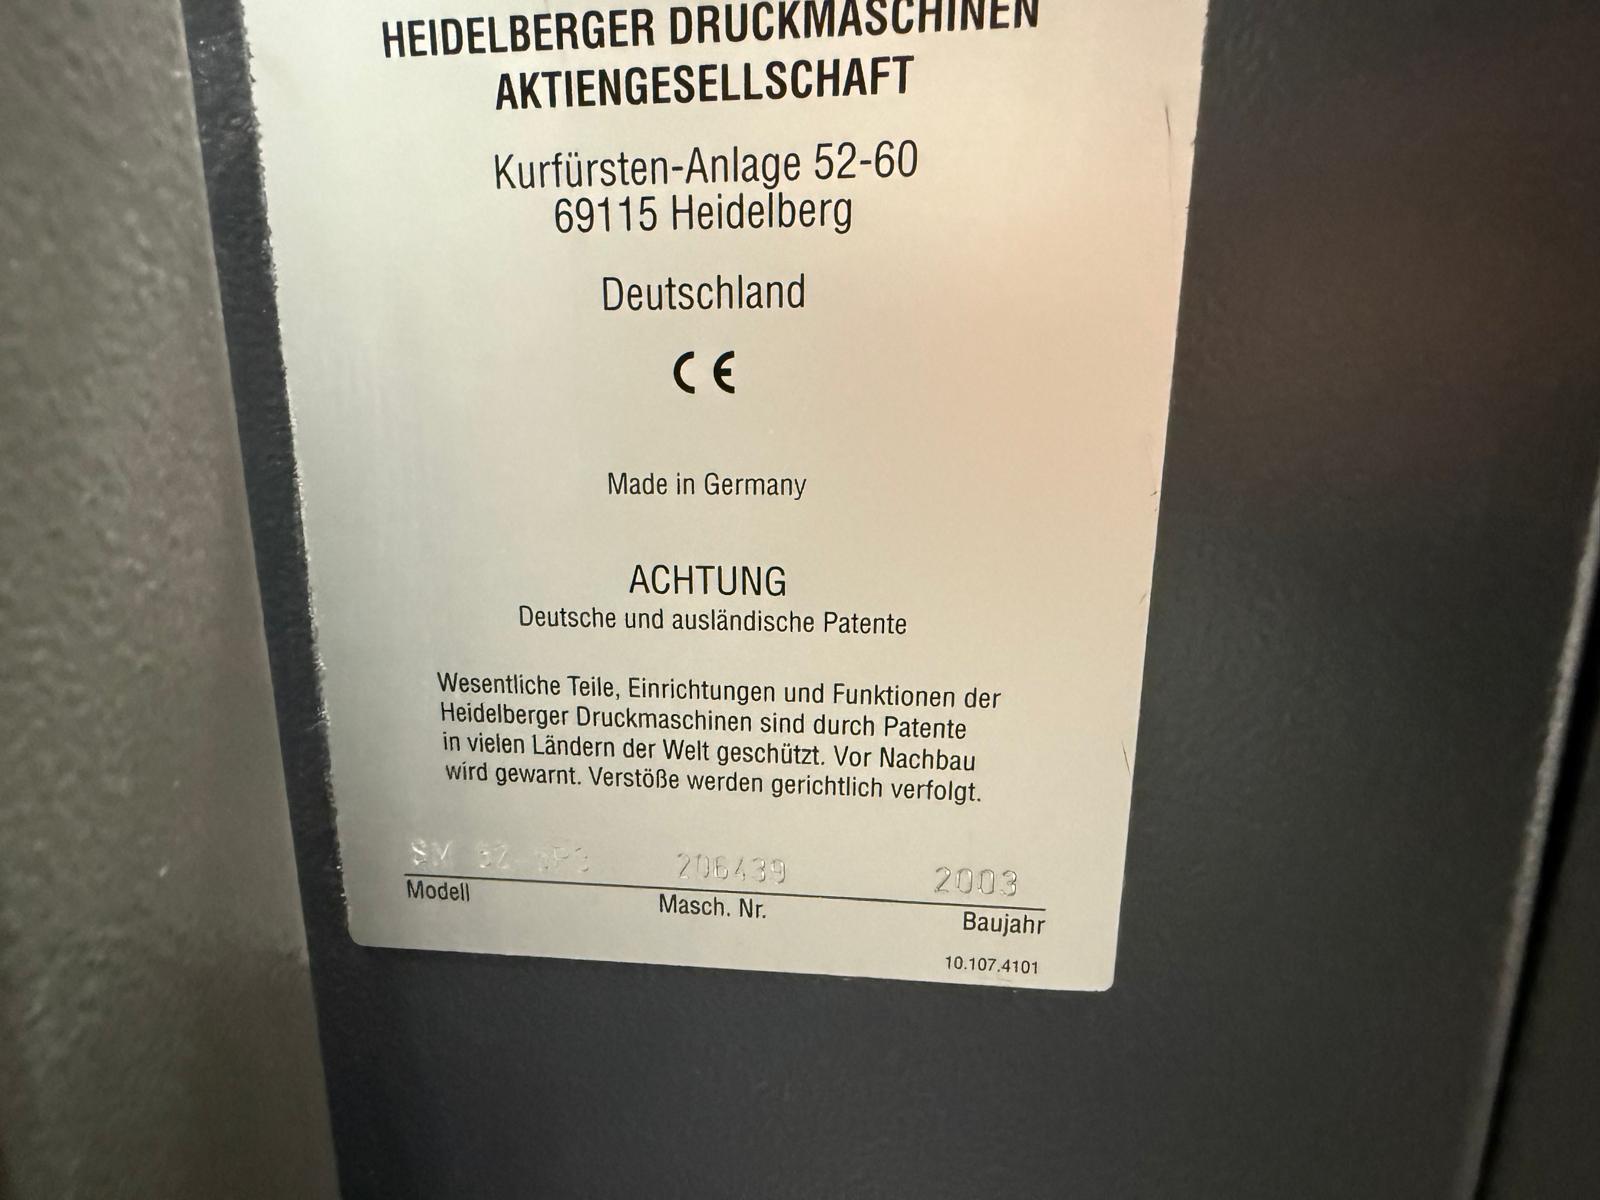 HEIDELBERGER DRUCKMASCHINEN
AKTIENGESELLSCHAFT
Kurfürsten-Anlage 52-60
69115 Heidelberg
Deutschland
CE
Made in Germany
ACHTUNG
Deutsche und ausländische Patente
Wesentliche Teile, Einrichtungen und Funktionen der
Heidelberger Druckmaschinen sind durch Patente
in vielen Ländern der Welt geschützt. Vor Nachbau
wird gewarnt. Verstöße werden gerichtlich verfolgt.
SM 52 206439 2003
Modell Masch. Nr. Baujahr
10.107.4101